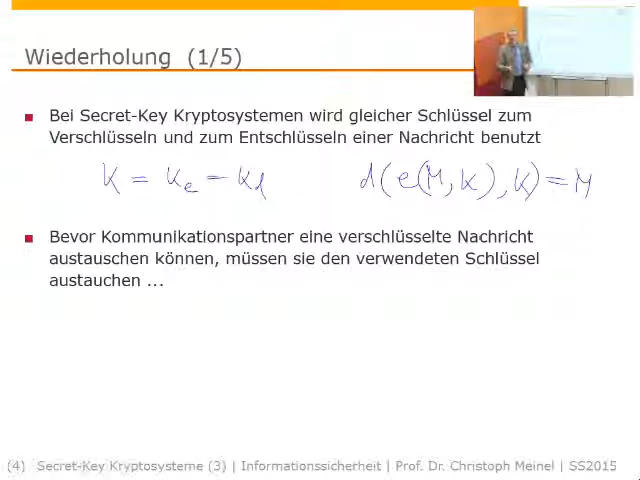 Wiederholung (1/5)
Bei Secret-Key Kryptosystemen wird gleicher Schlüssel zum
Verschlüsseln und zum Entschlüsseln einer Nachricht benutzt
K = Ke = Kd d(e(M,K),K)=M
Bevor Kommunikationspartner eine verschlüsselte Nachricht
austauschen können, müssen sie den verwendeten Schlüssel
austauchen ...
(4) Secret-Key Kryptosysteme (3) | Informationssicherheit | Prof. Dr. Christoph Meinel | SS2015